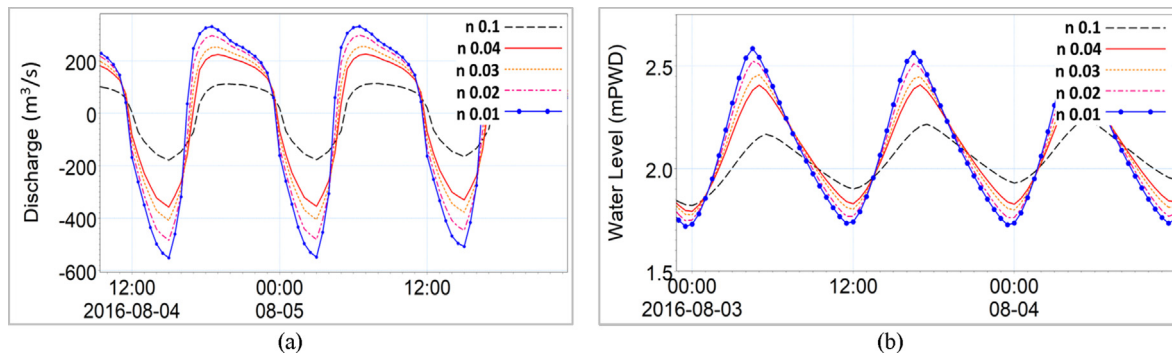 Discharge (m³/s)
200
0
-200
-400
-600
n 0.1
n 0.04
n 0.03
n 0.02
n 0.01
12:00
00:00
12:00
2016-08-04
08-05
(a)
Water Level (mPWD)
2.5
2.0
1.5
n 0.1
n 0.04
n 0.03
n 0.02
n 0.01
00:00
12:00
00:00
2016-08-03
08-04
(b)